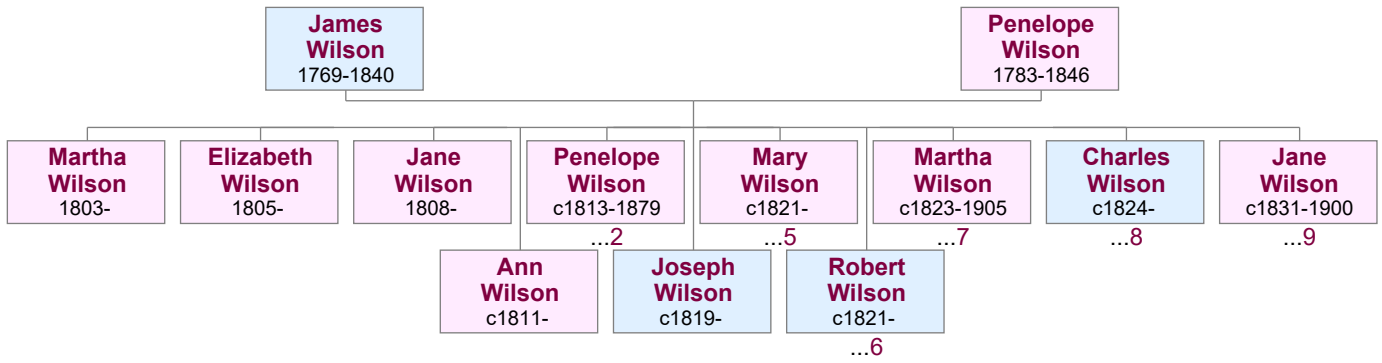 James
Wilson
1769-1840
Penelope
Wilson
1783-1846
Martha
Wilson
1803-
Elizabeth
Wilson
1805-
Jane
Wilson
1808-
Penelope
Wilson
c1813-1879
...2
Mary
Wilson
c1821-
...5
Martha
Wilson
c1823-1905
...7
Charles
Wilson
c1824-
...8
Jane
Wilson
c1831-1900
...9
Ann
Wilson
c1811-
Joseph
Wilson
c1819-
Robert
Wilson
c1821-
...6